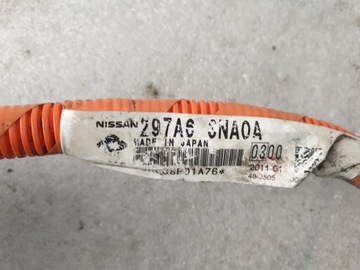 NISSAN 297A6 3NA0A
MADE IN JAPAN
0300
2011-01